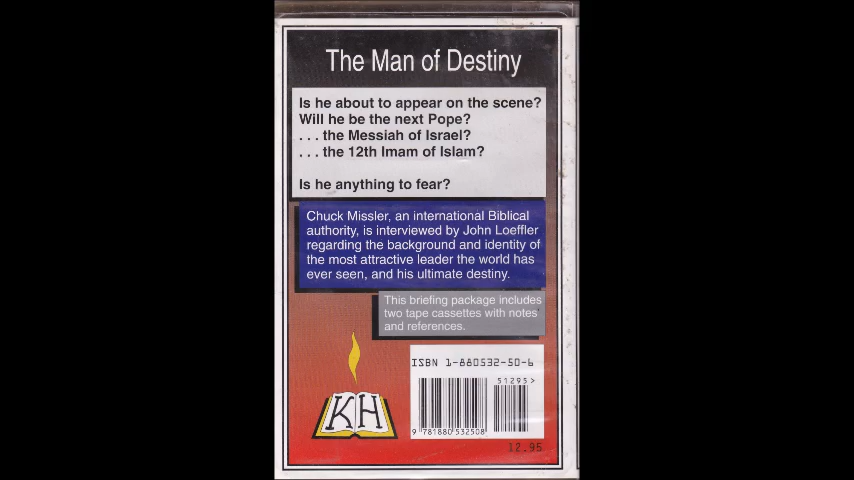 The Man of Destiny
Is he about to appear on the scene?
Will he be the next Pope?
. . . the Messiah of Israel?
. . . the 12th Imam of Islam?
Is he anything to fear?
Chuck Missler, an international Biblical
authority, is interviewed by John Loeffler
regarding the background and identity of
the most attractive leader the world has
ever seen, and his ultimate destiny.
This briefing package includes
two tape cassettes with notes
and references.
ISBN 1-880532-50-6
51295>
KH
9 781880 532508
12.95